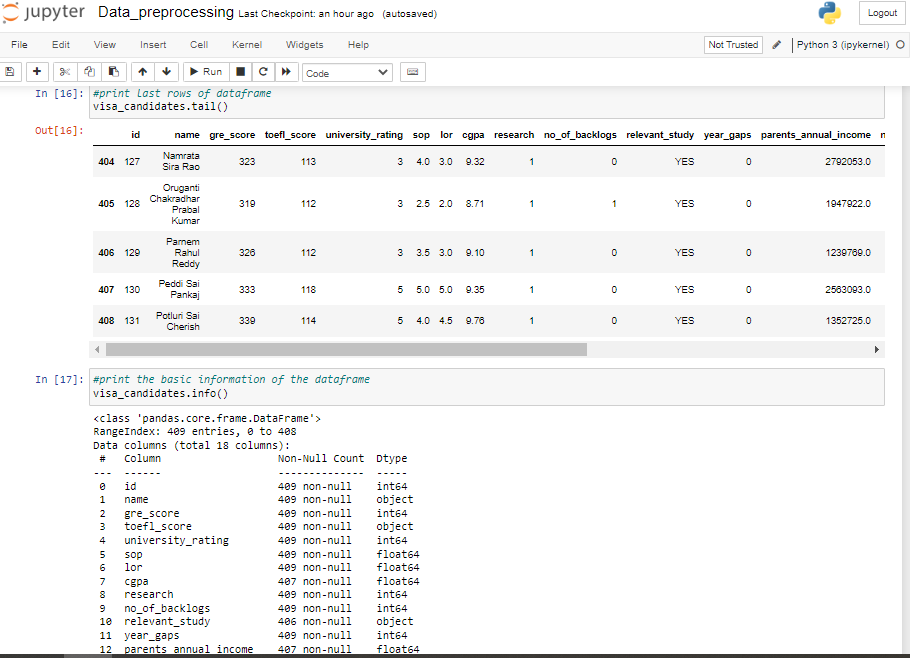 jupyter Data_preprocessing Last Checkpoint: an hour ago (autosaved)
Logout
File Edit View Insert Cell Kernel Widgets Help
Not Trusted Python 3 (ipykernel)
Run Code
In [16]: #print last rows of dataframe
visa_candidates.tail()
Out[16]:
id name gre_score toefl_score university_rating sop lor cgpa research no_of_backlogs relevant_study year_gaps parents_annual_income n
404 127 Namrata Sira Rao 323 113 3 4.0 3.0 9.32 1 0 YES 0 2792053.0
405 128 Oruganti Chakradhar Prabal Kumar 319 112 3 2.5 2.0 8.71 1 1 YES 0 1947922.0
406 129 Parnem Rahul Reddy 326 112 3 3.5 3.0 9.10 1 0 YES 0 1239769.0
407 130 Peddi Sai Pankaj 333 118 5 5.0 5.0 9.35 1 0 YES 0 2563093.0
408 131 Potluri Sai Cherish 339 114 5 4.0 4.5 9.76 1 0 YES 0 1352725.0
In [17]: #print the basic information of the dataframe
visa_candidates.info()
<class 'pandas.core.frame.DataFrame'>
RangeIndex: 409 entries, 0 to 408
Data columns (total 18 columns):
# Column Non-Null Count Dtype
--- ------ -------------- -----
0 id 409 non-null int64
1 name 409 non-null object
2 gre_score 409 non-null int64
3 toefl_score 409 non-null object
4 university_rating 409 non-null int64
5 sop 409 non-null float64
6 lor 409 non-null float64
7 cgpa 407 non-null float64
8 research 409 non-null int64
9 no_of_backlogs 409 non-null int64
10 relevant_study 406 non-null object
11 year_gaps 409 non-null int64
12 parents_annual_income 407 non-null float64